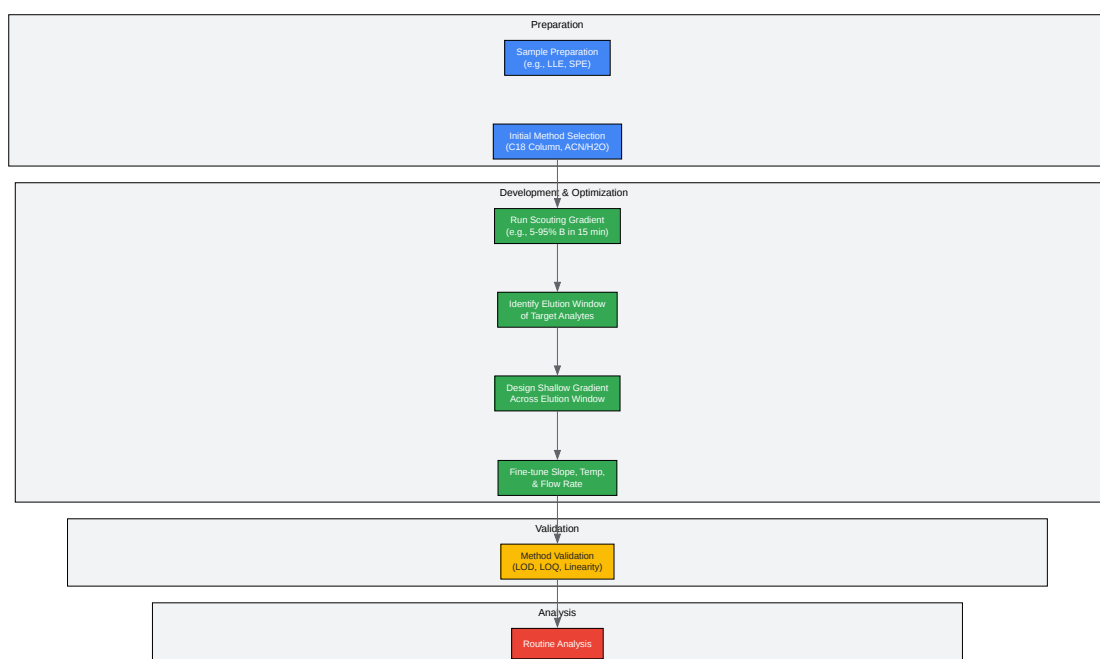 Preparation
Sample Preparation
(e.g., LLE, SPE)
Initial Method Selection
(C18 Column, ACN/H2O)
Development & Optimization
Run Scouting Gradient
(e.g., 5-95% B in 15 min)
Identify Elution Window
of Target Analytes
Design Shallow Gradient
Across Elution Window
Fine-tune Slope, Temp,
& Flow Rate
Validation
Method Validation
(LOD, LOQ, Linearity)
Analysis
Routine Analysis